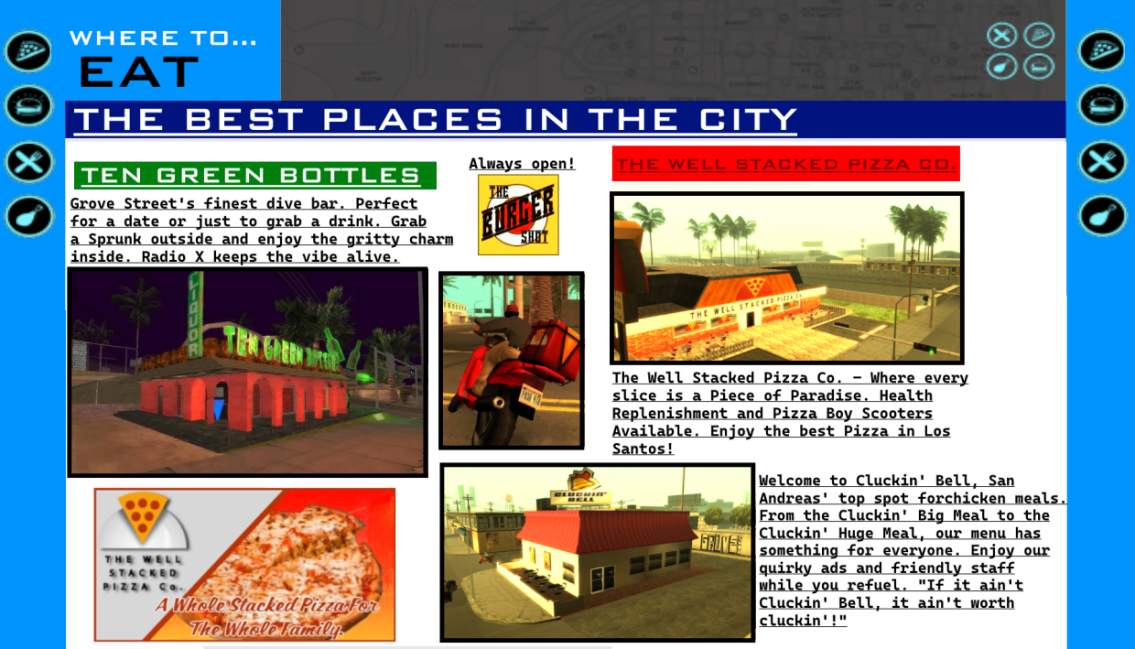 WHERE TO...
EAT
THE BEST PLACES IN THE CITY
TEN GREEN BOTTLES
Grove Street's finest dive bar. Perfect
for a date or just to grab a drink. Grab
a Sprunk outside and enjoy the gritty charm
inside. Radio X keeps the vibe alive.
LIQUOR
TEN GREEN BOTTLES
THE WELL
STACKED
PIZZA Co.
A Whole Stacked Pizza For
The Whole Family.
Always open!
THE
BURGER
SHOT
THE WELL STACKED PIZZA CO.
THE WELL STACKED PIZZA Co
The Well Stacked Pizza Co. – Where every
slice is a Piece of Paradise. Health
Replenishment and Pizza Boy Scooters
Available. Enjoy the best Pizza in Los
Santos!
CLUCKIN'
BELL
GROVE
Welcome to Cluckin' Bell, San
Andreas' top spot forchicken meals.
From the Cluckin' Big Meal to the
Cluckin' Huge Meal, our menu has
something for everyone. Enjoy our
quirky ads and friendly staff
while you refuel. "If it ain't
Cluckin' Bell, it ain't worth
cluckin'!"